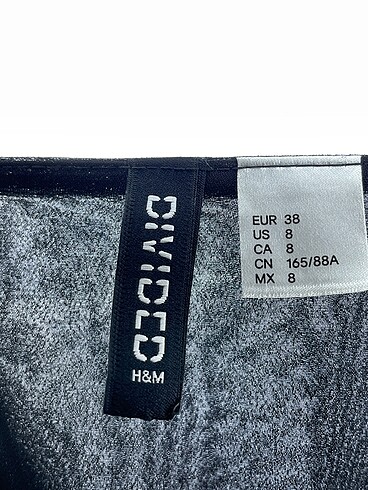 DIVIDED
H&M
EUR 38
US 8
CA 8
CN 165/88A
MX 8